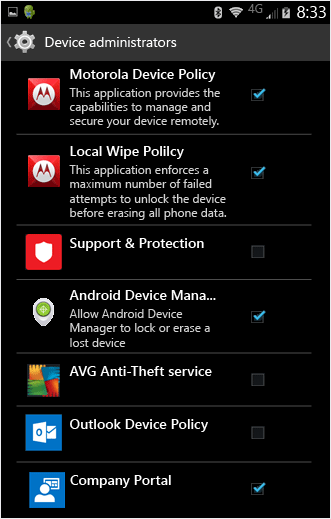 4G 8:33
Device administrators
Motorola Device Policy
This application provides the
capabilities to manage and
secure your device remotely.
Local Wipe Polilcy
This application enforces a
maximum number of failed
attempts to unlock the device
before erasing all phone data.
Support & Protection
Android Device Mana...
Allow Android Device
Manager to lock or erase a
lost device
AVG Anti-Theft service
Outlook Device Policy
Company Portal